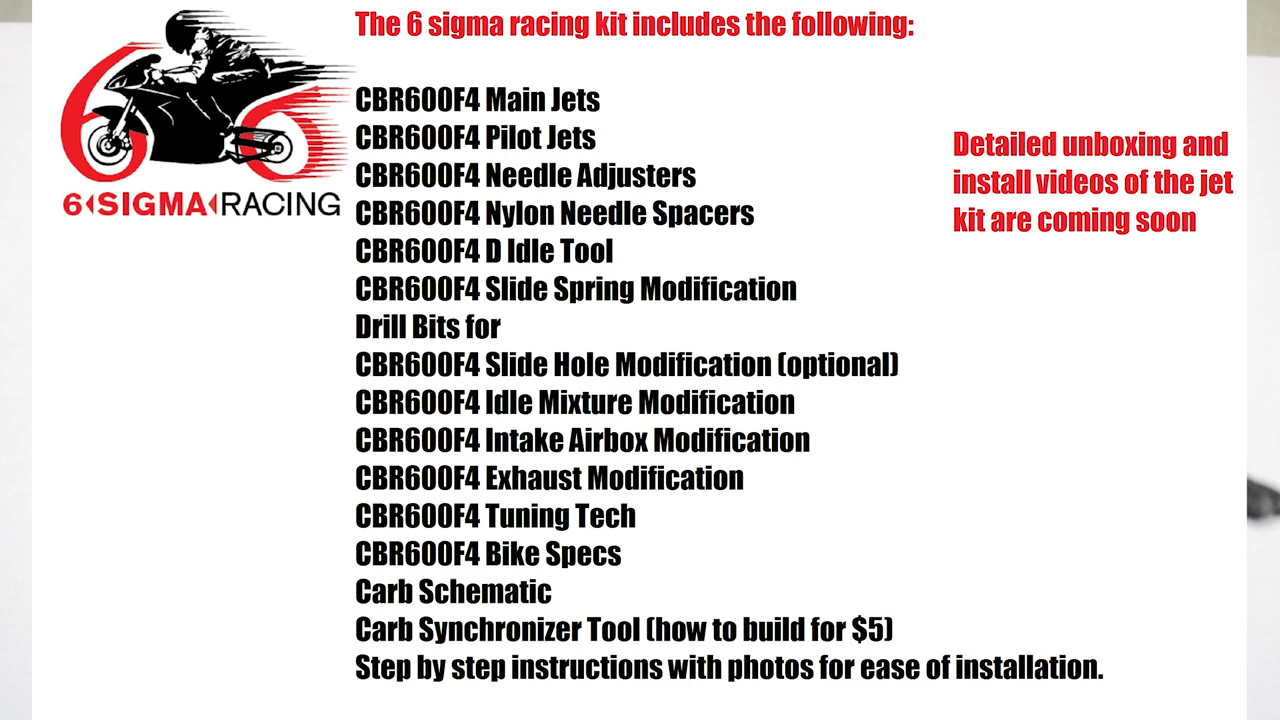 The 6 sigma racing kit includes the following:
CBR600F4 Main Jets
CBR600F4 Pilot Jets
CBR600F4 Needle Adjusters
CBR600F4 Nylon Needle Spacers
CBR600F4 D Idle Tool
CBR600F4 Slide Spring Modification
Drill Bits for
CBR600F4 Slide Hole Modification (optional)
CBR600F4 Idle Mixture Modification
CBR600F4 Intake Airbox Modification
CBR600F4 Exhaust Modification
CBR600F4 Tuning Tech
CBR600F4 Bike Specs
Carb Schematic
Carb Synchronizer Tool (how to build for $5)
Step by step instructions with photos for ease of installation.
6 SIGMA RACING
Detailed unboxing and
install videos of the jet
kit are coming soon